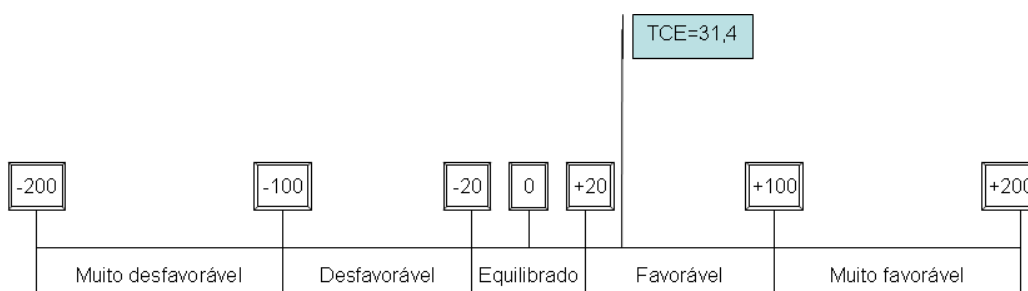 TCE=31,4
-200
-100
-20
0
+20
+100
+200
Muito desfavorável
Desfavorável
Equilibrado
Favorável
Muito favorável